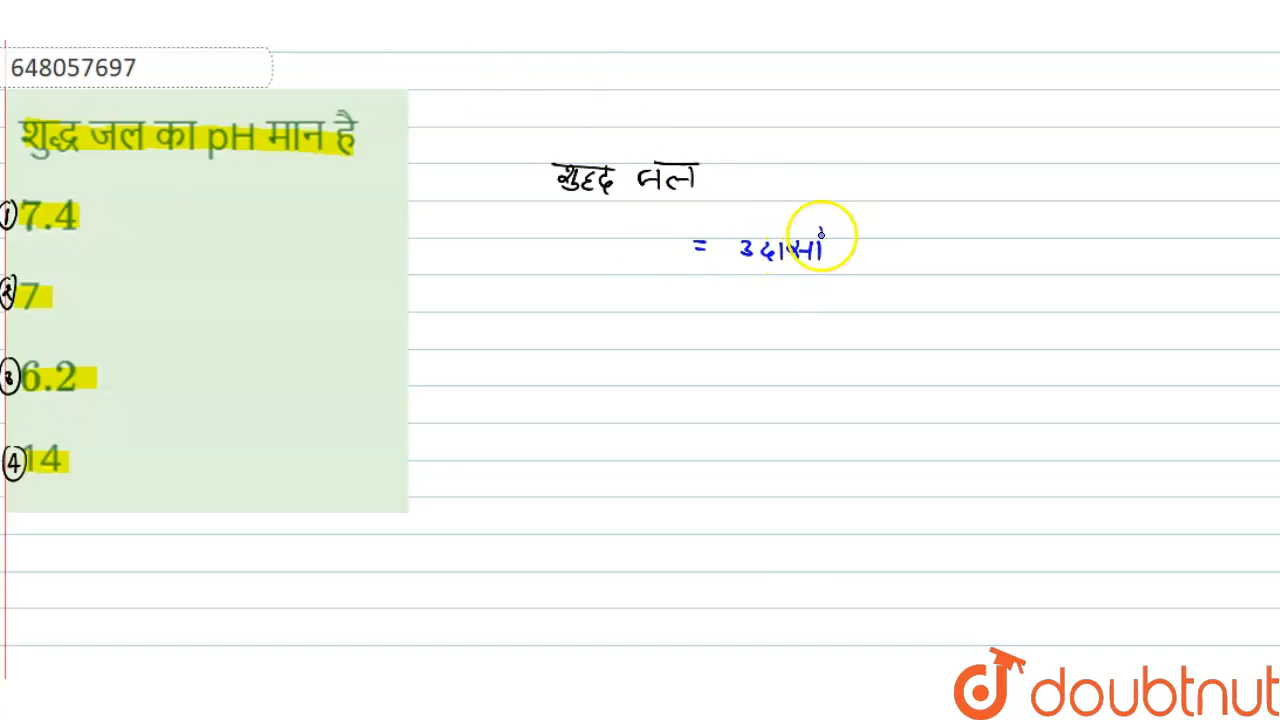 648057697
शुद्ध जल का pH मान है
① 7.4
② 7
③ 6.2
④ 14
शुद्ध जल
= उदासी
doubtnut